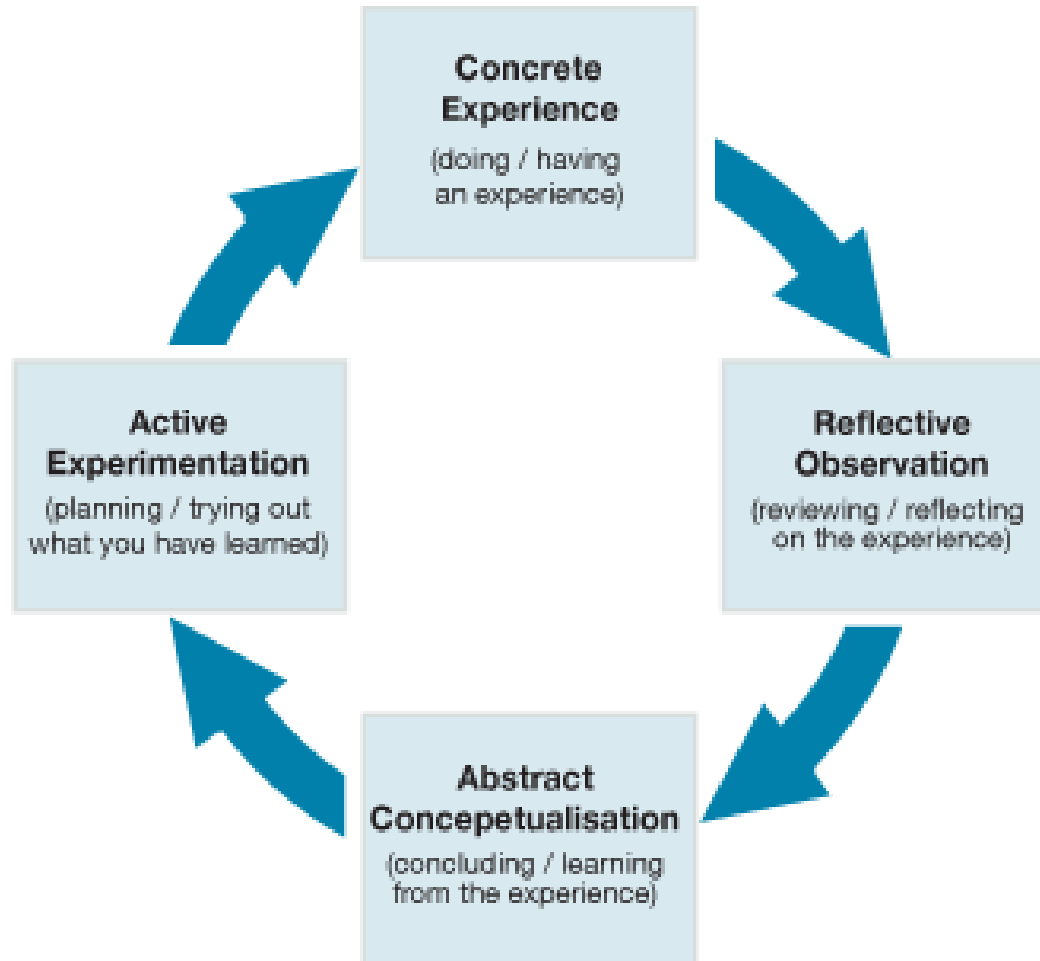 Concrete
Experience
(doing / having
an experience)
Active
Experimentation
(planning / trying out
what you have learned)
Reflective
Observation
(reviewing / reflecting
on the experience)
Abstract
Concepetualisation
(concluding / learning
from the experience)